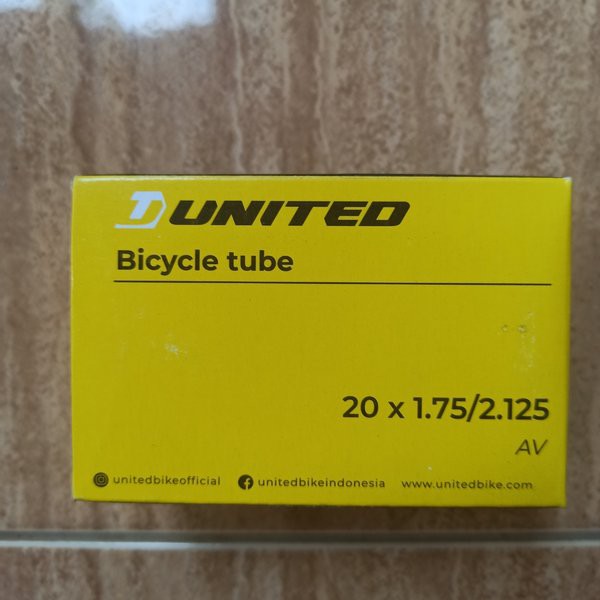 UNITED
Bicycle tube
20 x 1.75/2.125
AV
unitedbikeofficial unitedbikeindonesia www.unitedbike.com